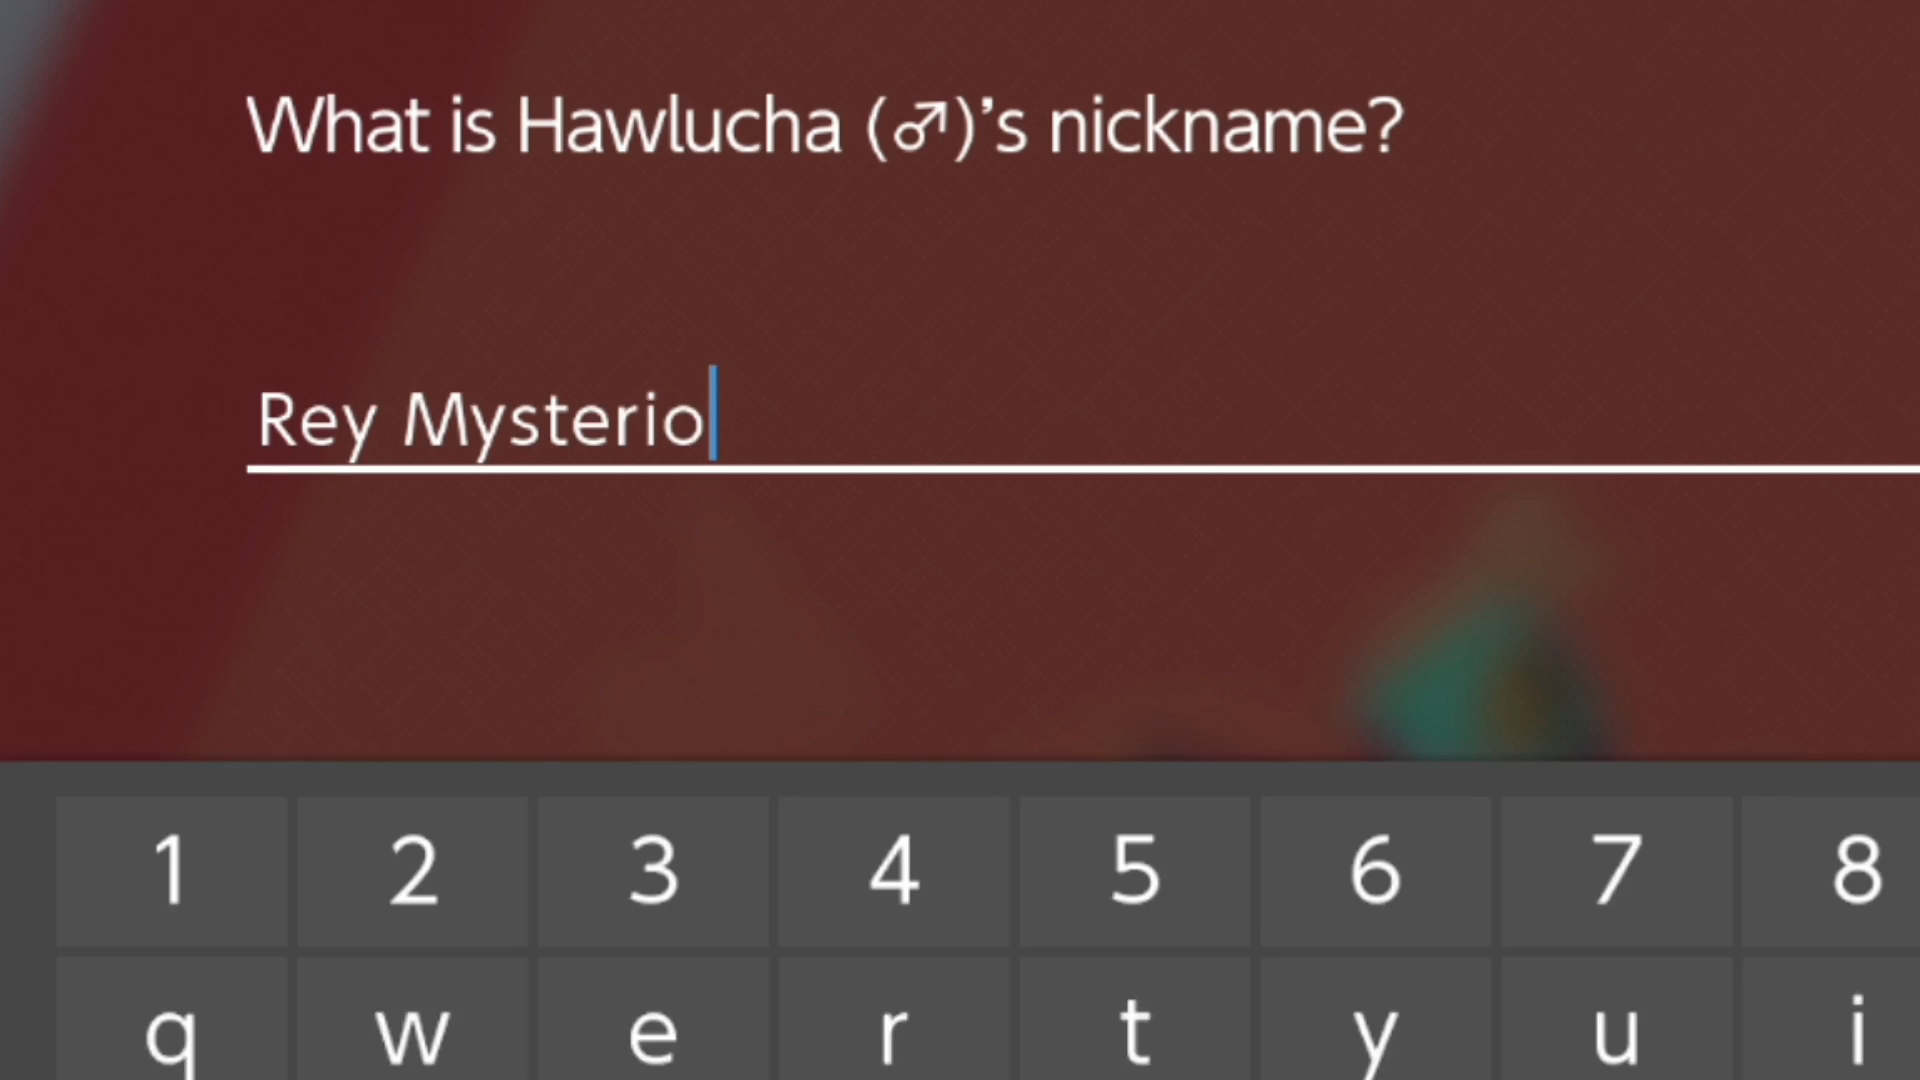 What is Hawlucha (♂)’s nickname?
Rey Mysterio
1 2 3 4 5 6 7 8
q w e r t y u i